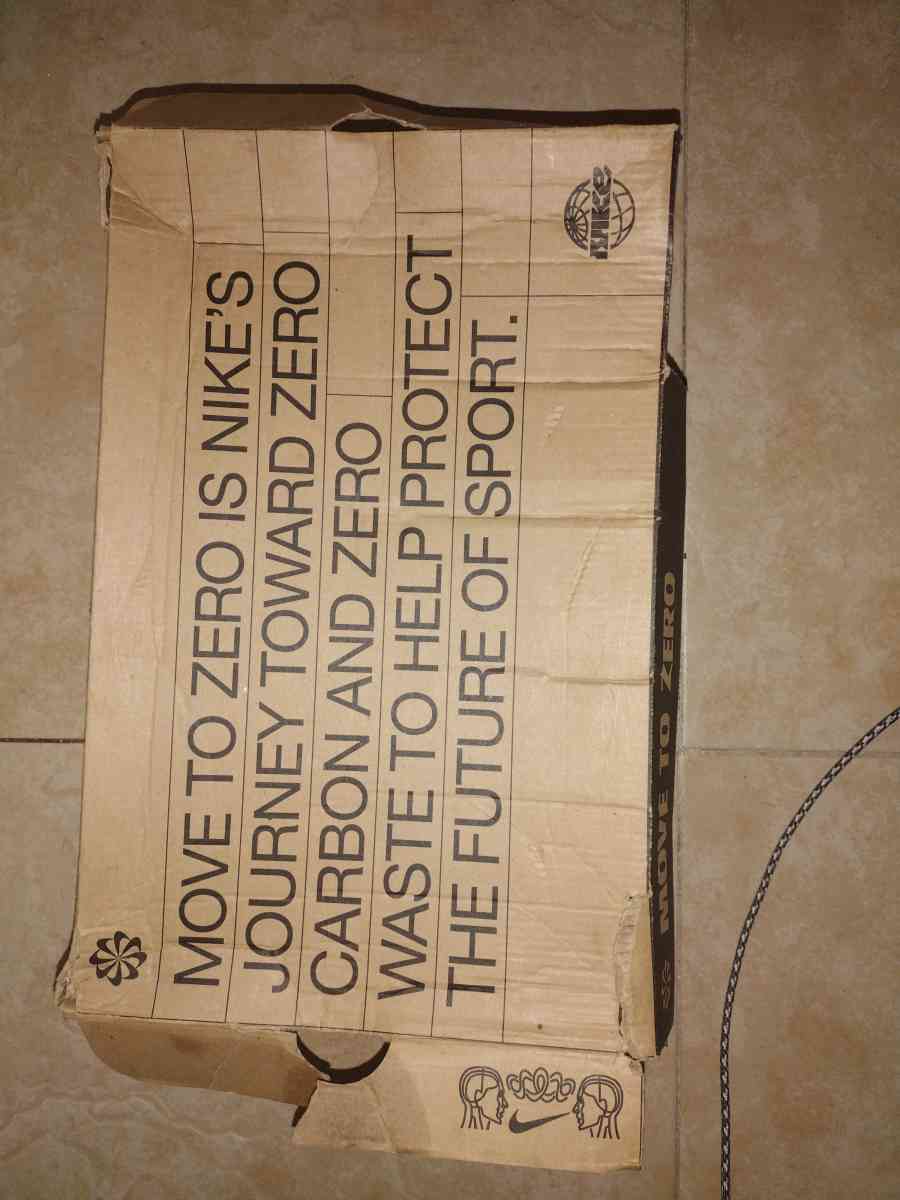 MOVE TO ZERO IS NIKE'S
JOURNEY TOWARD ZERO
CARBON AND ZERO
WASTE TO HELP PROTECT
THE FUTURE OF SPORT.
NIKE
MOVE TO ZERO